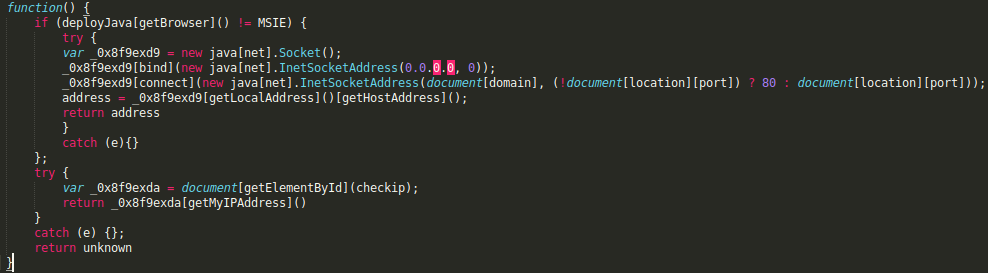 function() {
if (deployJava[getBrowser]() != MSIE) {
try {
var _0x8f9exd9 = new java[net].Socket();
_0x8f9exd9[bind](new java[net].InetSocketAddress(0.0.0.0, 0));
_0x8f9exd9[connect](new java[net].InetSocketAddress(document[domain], (!document[location][port]) ? 80 : document[location][port]));
address = _0x8f9exd9[getLocalAddress]()[getHostAddress]();
return address
}
catch (e){}
};
try {
var _0x8f9exda = document[getElementById](checkip);
return _0x8f9exda[getMyIPAddress]()
}
catch (e) {};
return unknown
}